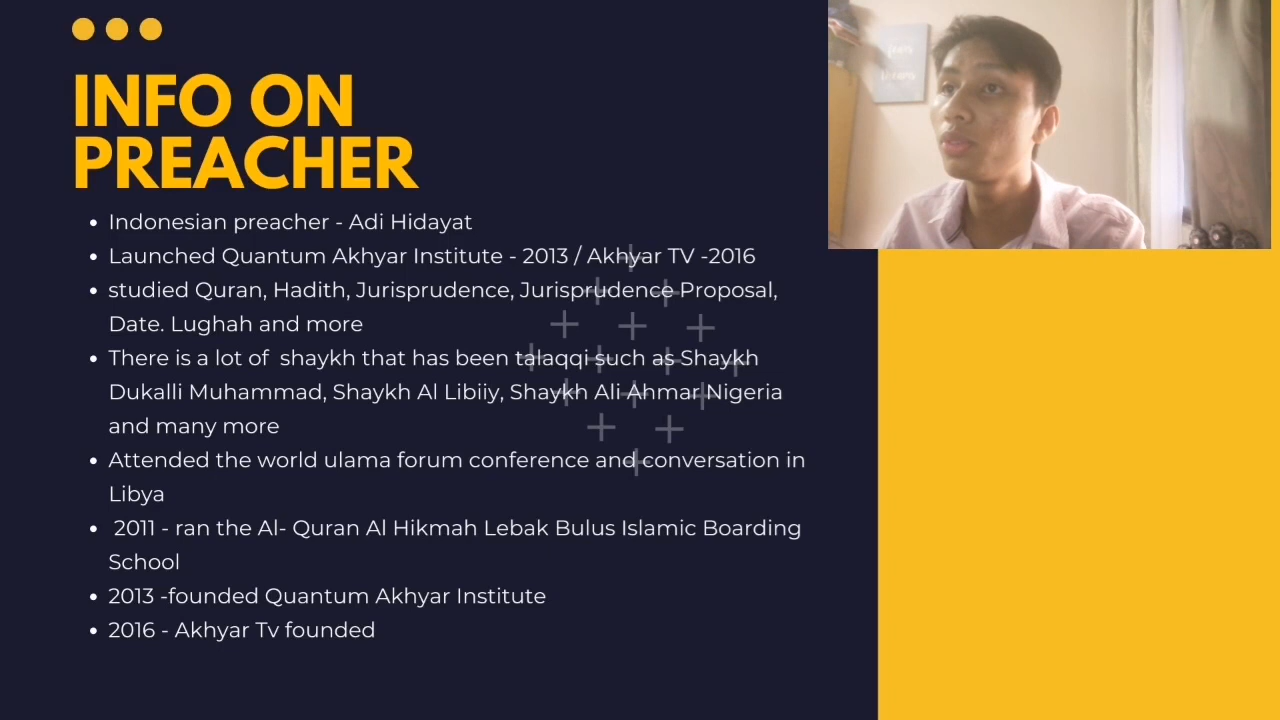 INFO ON
PREACHER
Indonesian preacher - Adi Hidayat
Launched Quantum Akhyar Institute - 2013 / Akhyar TV -2016
studied Quran, Hadith, Jurisprudence, Jurisprudence Proposal,
Date. Lughah and more
There is a lot of shaykh that has been talaqqi such as Shaykh
Dukalli Muhammad, Shaykh Al Libiiy, Shaykh Ali Ahmar Nigeria
and many more
Attended the world ulama forum conference and conversation in
Libya
2011 - ran the Al- Quran Al Hikmah Lebak Bulus Islamic Boarding
School
2013 -founded Quantum Akhyar Institute
2016 - Akhyar Tv founded